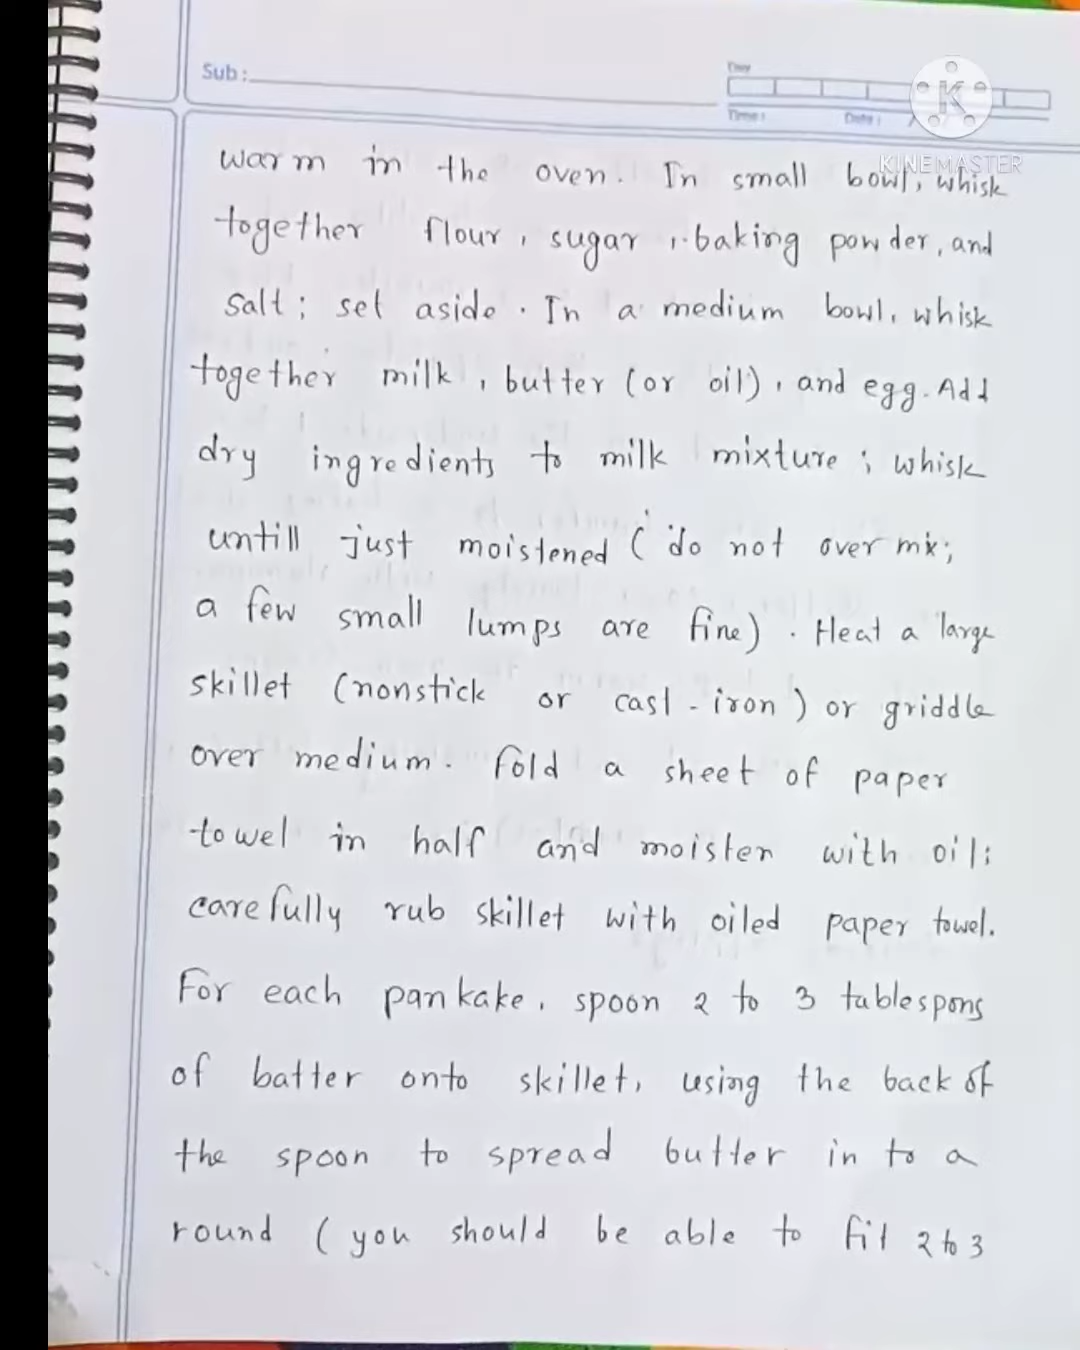 Sub :
Day
Time :
Date :
K
KINEMASTER
warm in the oven. In small bowl, whisk
together flour, sugar, baking powder, and
salt; set aside. In a medium bowl, whisk
together milk, butter (or oil), and egg. Add
dry ingredients to milk mixture; whisk
untill just moistened (do not over mix;
a few small lumps are fine). Heat a large
skillet (nonstick or cast-iron) or griddle
over medium. Fold a sheet of paper
towel in half and moisten with oil;
carefully rub skillet with oiled paper towel.
For each pankake, spoon 2 to 3 tablespons
of batter onto skillet, using the back of
the spoon to spread butter in to a
round (you should be able to fit 2 to 3